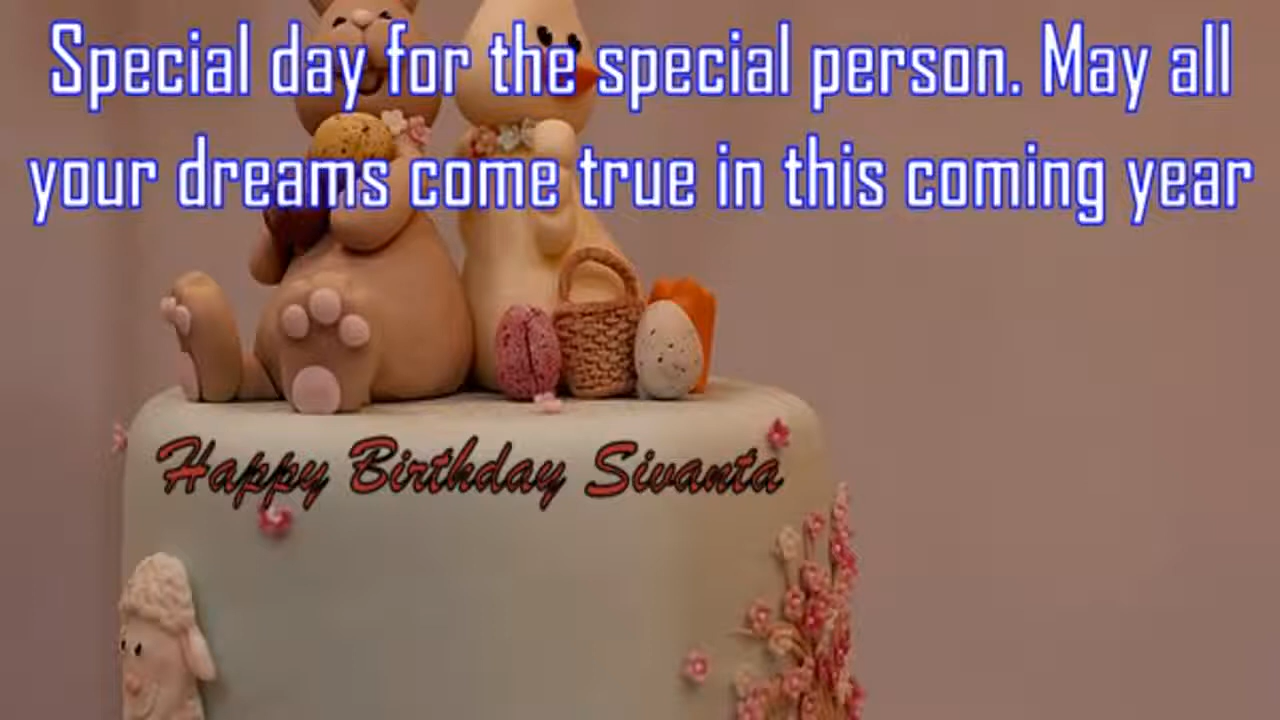 Special day for the special person. May all
your dreams come true in this coming year
Happy Birthday Sivanta